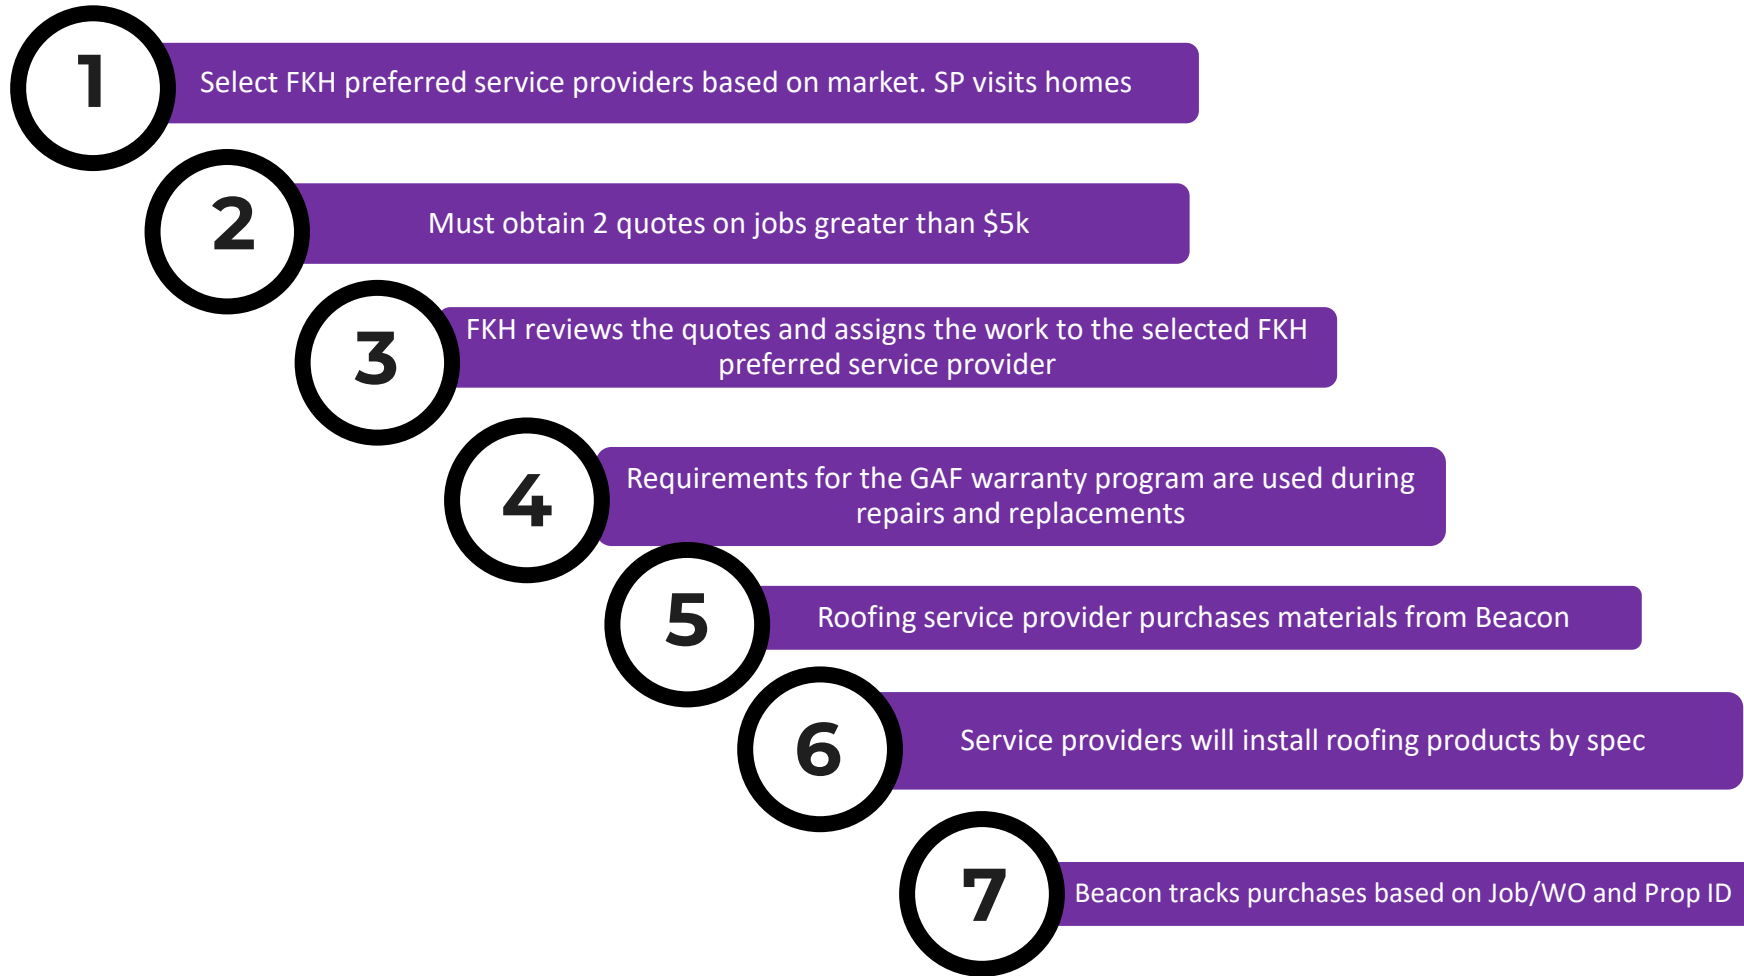 1
Select FKH preferred service providers based on market. SP visits homes
2
Must obtain 2 quotes on jobs greater than $5k
3
FKH reviews the quotes and assigns the work to the selected FKH
preferred service provider
4
Requirements for the GAF warranty program are used during
repairs and replacements
5
Roofing service provider purchases materials from Beacon
6
Service providers will install roofing products by spec
7
Beacon tracks purchases based on Job/WO and Prop ID